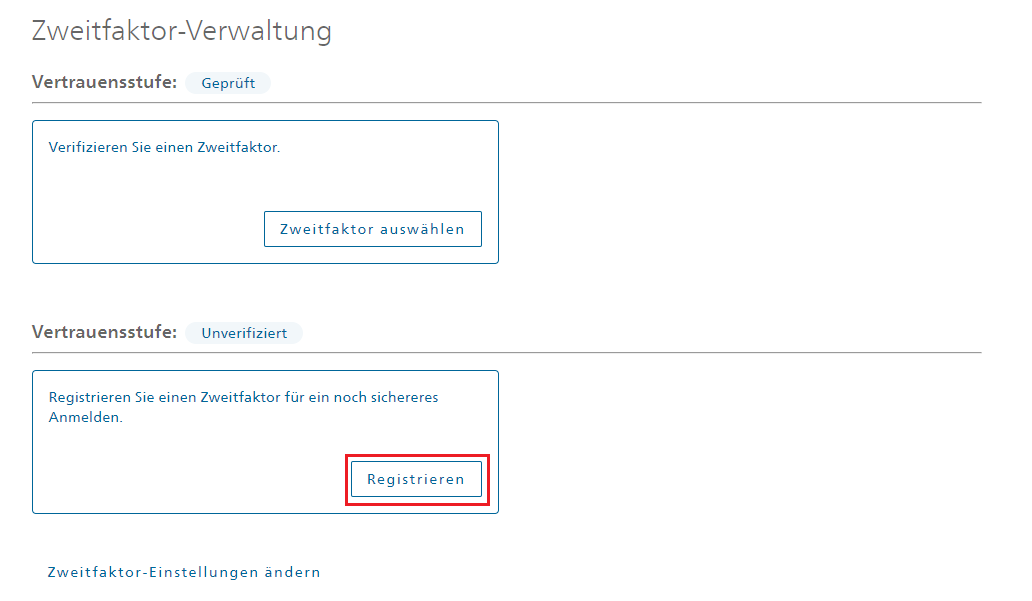 Zweitfaktor-Verwaltung
Vertrauensstufe: Geprüft
Verifizieren Sie einen Zweitfaktor.
Zweitfaktor auswählen
Vertrauensstufe: Unverifiziert
Registrieren Sie einen Zweitfaktor für ein noch sichereres
Anmelden.
Registrieren
Zweitfaktor-Einstellungen ändern